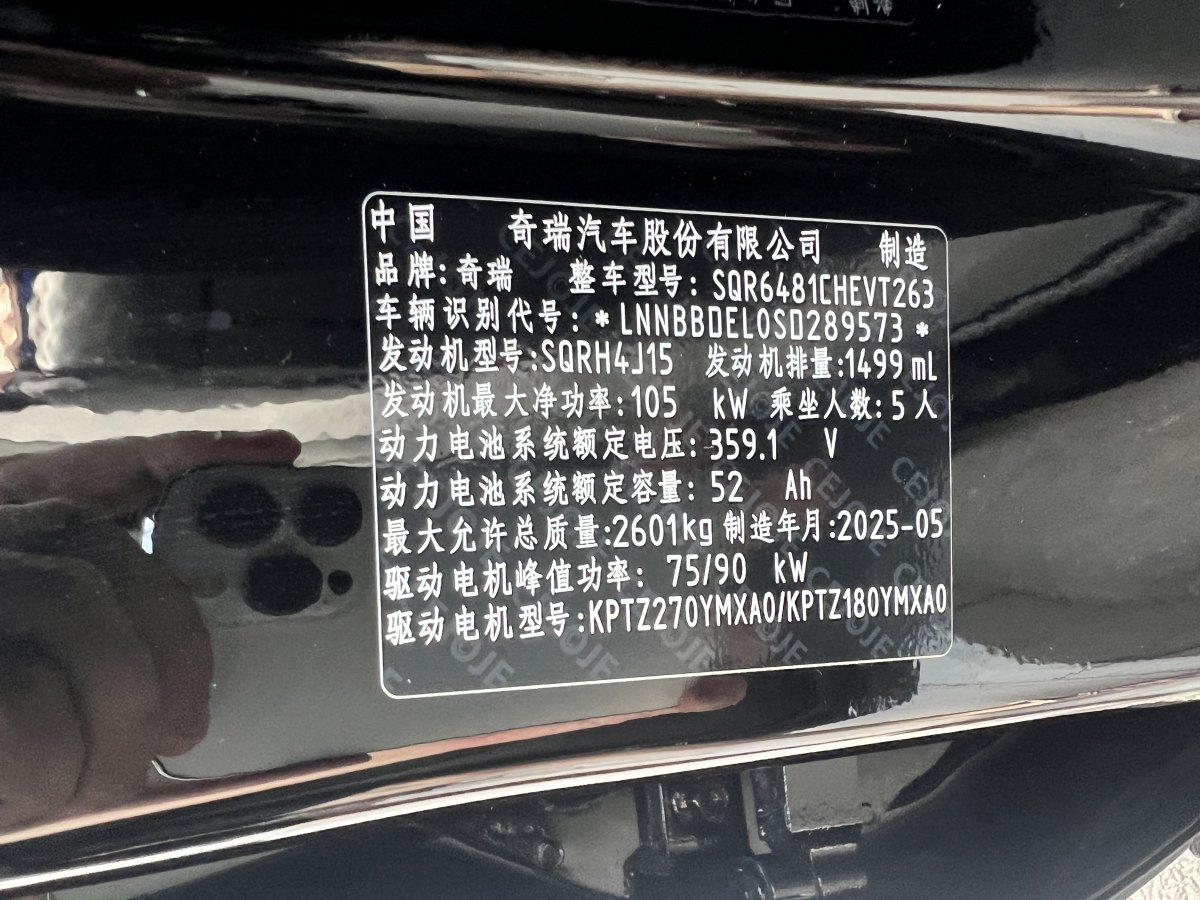 中国 奇瑞汽车股份有限公司 制造
品牌:奇瑞 整车型号: SQR6481CHEVT263
车辆识别代号: *LNNBBDEL0SD289573*
发动机型号:SQRH4J15 发动机排量:1499 mL
发动机最大净功率:105 kW 乘坐人数:5 人
动力电池系统额定电压:359.1 V
动力电池系统额定容量: 52 Ah
最大允许总质量:2601kg 制造年月:2025-05
驱动电机峰值功率: 75/90 kW
驱动电机型号:KPTZ270YMXA0/KPTZ180YMXA0